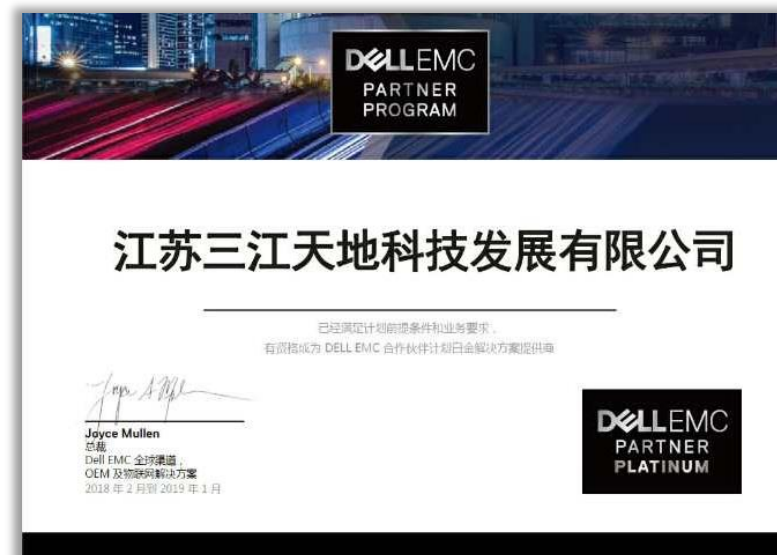 DELLEMC
PARTNER
PROGRAM
江苏三江天地科技发展有限公司
已经满足计划前提条件和业务要求，
有资格成为 DELL EMC 合作伙伴计划白金解决方案提供商
Joyce Mullen
总裁
Dell EMC 全球渠道，
OEM 及物联网解决方案
2018 年 2 月到 2019 年 1 月
DELLEMC
PARTNER
PLATINUM